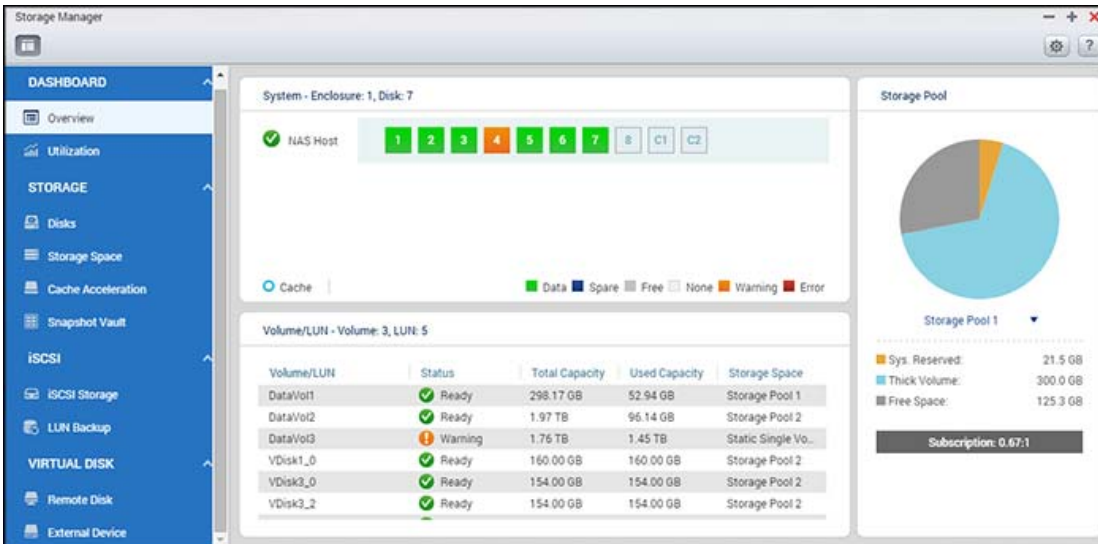 Storage Manager
DASHBOARD
Overview
Utilization
STORAGE
Disks
Storage Space
Cache Acceleration
Snapshot Vault
iSCSI
iSCSI Storage
LUN Backup
VIRTUAL DISK
Remote Disk
External Device
System - Enclosure: 1, Disk: 7
NAS Host 1 2 3 4 5 6 7 8 C1 C2
Cache Data Spare Free None Warning Error
Volume/LUN - Volume: 3, LUN: 5
Volume/LUN Status Total Capacity Used Capacity Storage Space
DataVol1 Ready 298.17 GB 52.94 GB Storage Pool 1
DataVol2 Ready 1.97 TB 96.14 GB Storage Pool 2
DataVol3 Warning 1.76 TB 1.45 TB Static Single Vo...
VDisk1_0 Ready 160.00 GB 160.00 GB Storage Pool 2
VDisk3_0 Ready 154.00 GB 154.00 GB Storage Pool 2
VDisk3_2 Ready 154.00 GB 154.00 GB Storage Pool 2
Storage Pool
Storage Pool 1
Sys. Reserved: 21.5 GB
Thick Volume: 300.0 GB
Free Space: 125.3 GB
Subscription: 0.67:1